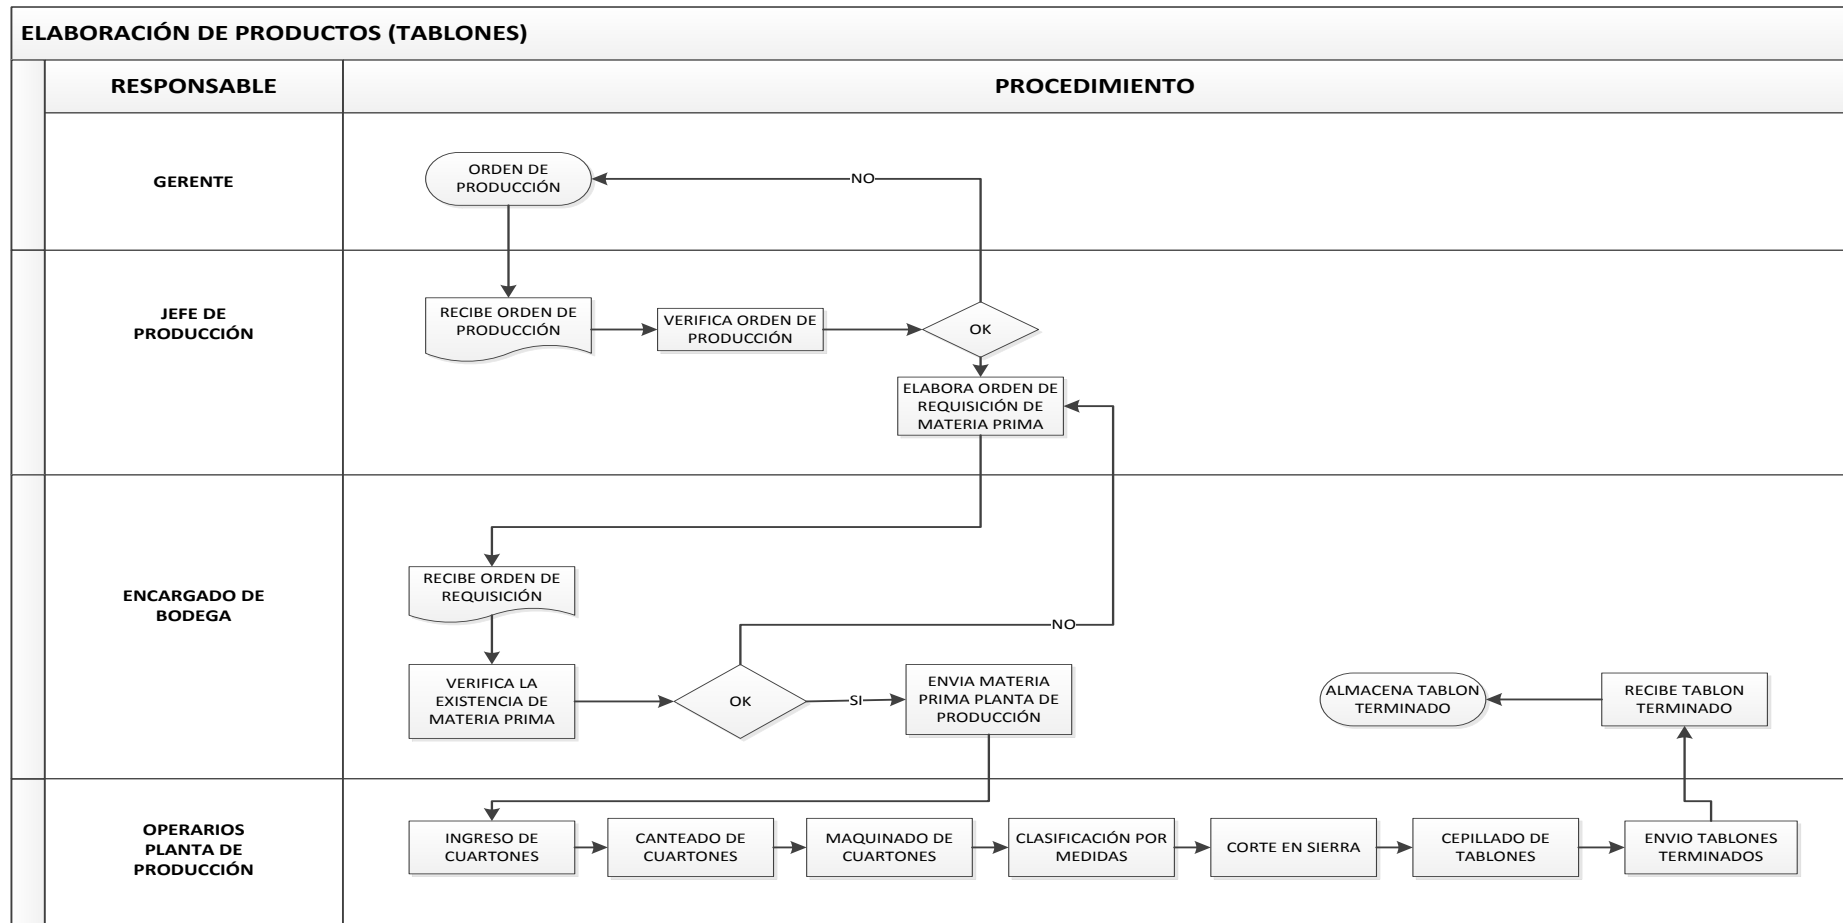 ELABORACIÓN DE PRODUCTOS (TABLONES)
RESPONSABLE
PROCEDIMIENTO
GERENTE
ORDEN DE
PRODUCCIÓN
NO
JEFE DE
PRODUCCIÓN
RECIBE ORDEN DE
PRODUCCIÓN
VERIFICA ORDEN DE
PRODUCCIÓN
OK
ELABORA ORDEN DE
REQUISICIÓN DE
MATERIA PRIMA
ENCARGADO DE
BODEGA
RECIBE ORDEN DE
REQUISICIÓN
NO
VERIFICA LA
EXISTENCIA DE
MATERIA PRIMA
OK
SI
ENVIA MATERIA
PRIMA PLANTA DE
PRODUCCIÓN
ALMACENA TABLON
TERMINADO
RECIBE TABLON
TERMINADO
OPERARIOS
PLANTA DE
PRODUCCIÓN
INGRESO DE
CUARTONES
CANTEADO DE
CUARTONES
MAQUINADO DE
CUARTONES
CLASIFICACIÓN POR
MEDIDAS
CORTE EN SIERRA
CEPILLADO DE
TABLONES
ENVIO TABLONES
TERMINADOS